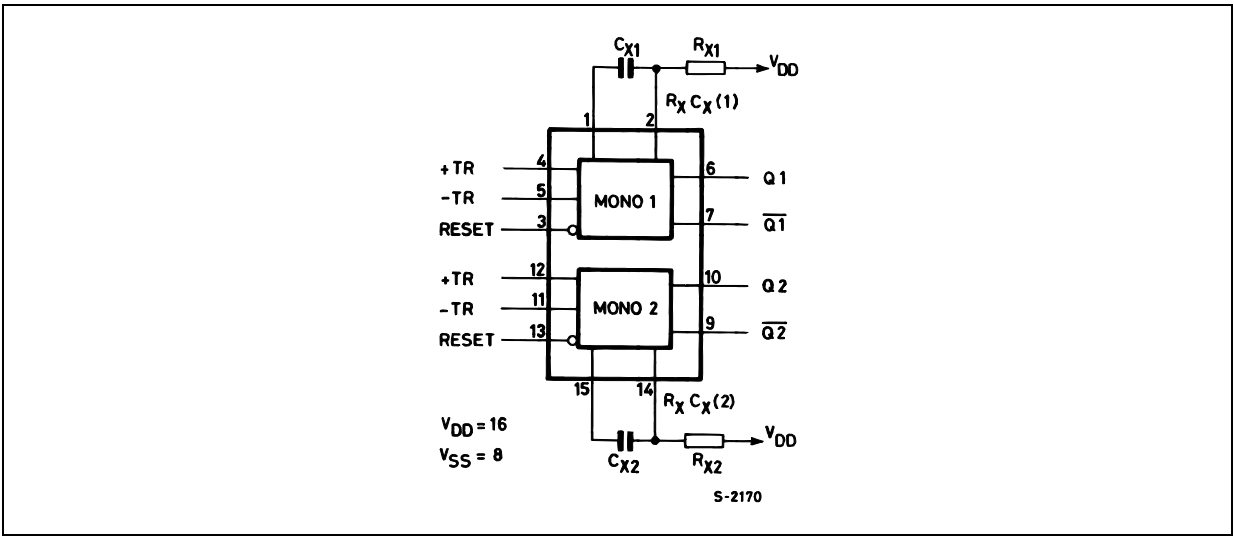 CX1
RX1
VDD
RX CX (1)
1
2
+TR
4
6
Q1
-TR
5
MONO 1
RESET
3
7
Q1
+TR
12
10
Q2
-TR
11
MONO 2
RESET
13
9
Q2
15
14
RX CX (2)
VDD = 16
VSS = 8
CX2
RX2
VDD
S-2170